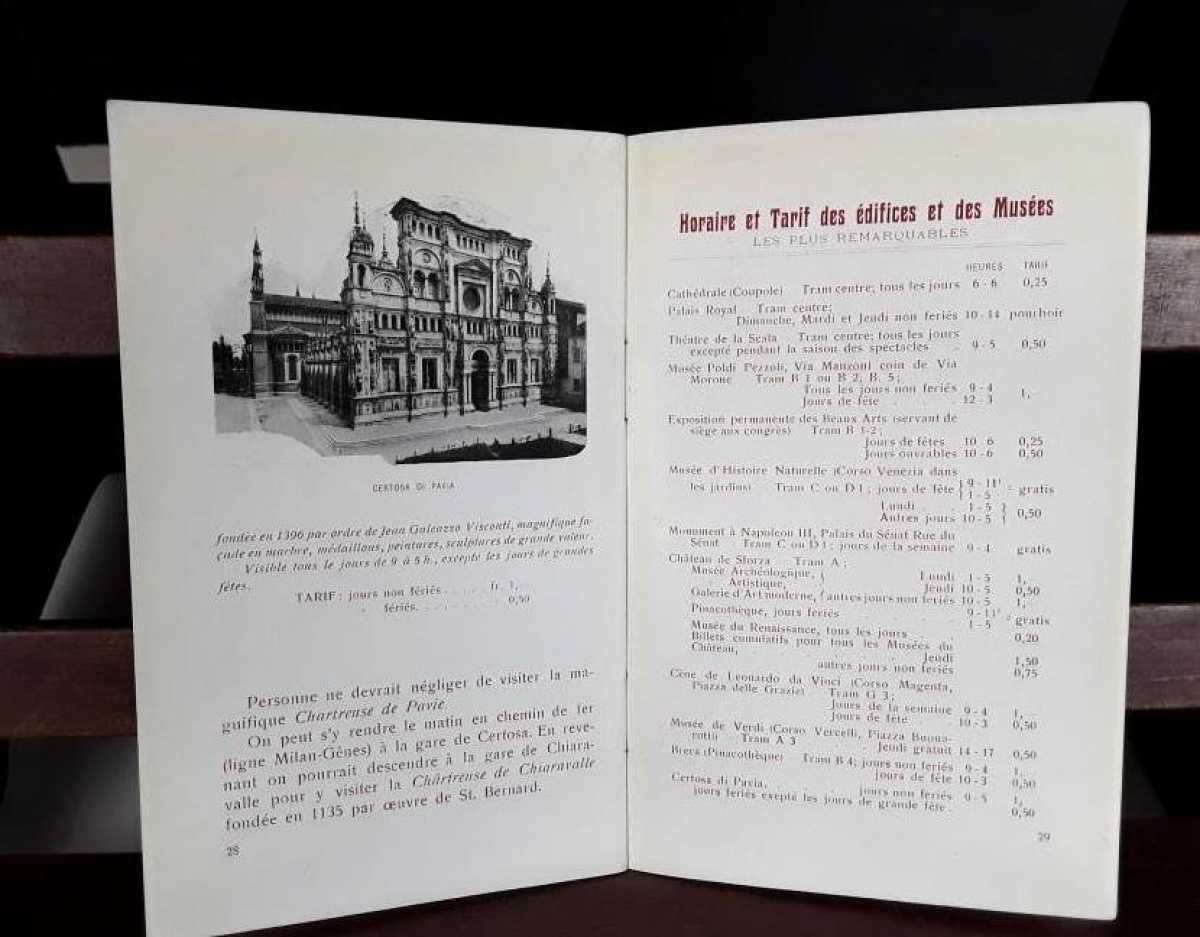 CERTOSA DI PAVIA
fondée en 1396 par ordre de Jean Galeazzo Visconti, magnifique fa-
çade en marbre, médaillons, peintures, sculptures de grande valeur.
Visible tous le jours de 9 à 5 h., excepté les jours de grandes
fêtes.
TARIF : jours non fériés . . . . . fr. 1,
» fériés. . . . . . . . . 0,50
Personne ne devrait négliger de visiter la ma-
gnifique Chartreuse de Pavie.
On peut s'y rendre le matin en chemin de fer
(ligne Milan-Gênes) à la gare de Certosa. En reve-
nant on pourrait descendre à la gare de Chiara-
valle pour y visiter la Chârtreuse de Chiaravalle
fondée en 1135 par œuvre de St. Bernard.
28
Horaire et Tarif des édifices et des Musées
LES PLUS REMARQUABLES
HEURES TARIF
Cathédrale (Coupole) Tram centre; tous les jours 6 - 6 0,25
Palais Royal Tram centre;
Dimanche, Mardi et Jeudi non feriés 10 - 14 pourboir
Théatre de la Scala Tram centre; tous les jours
excepté pendant la saison des spectacles 9 - 5 0,50
Musée Poldi Pezzoli, Via Manzoni coin de Via
Morone Tram B 1 ou B 2, B. 5;
Tous les jours non feriés 9 - 4
Jours de fête . 12 - 3 1,
Exposition permanente des Beaux Arts (servant de
siège aux congrès) Tram B 1-2;
Jours de fêtes 10 6 0,25
Jours ouvrables 10 - 6 0,50
Musée d'Histoire Naturelle (Corso Venezia dans
les jardins) Tram C ou D 1; jours de fête { 9 - 11' = gratis
1 - 5
Lundi . . 1 - 5 }
Autres jours 10 - 5 } 0,50
Monument à Napoleon III, Palais du Sénat Rue du
Sénat Tram C ou D 1; jours de la semaine 9 - 4 gratis
Château de Sforza Tram A ;
Musée Archéologique, Lundi 1 - 5 1,
» Artistique, Jeudi 10 - 5 0,50
Galerie d'Art moderne, autres jours non feriés 10 - 5 1,
Pinacothèque, jours feriés 9 - 11' = gratis
1 - 5
Musée du Renaissance, tous les jours . . 0,20
Billets cumulatifs pour tous les Musées du
Château, . . . Jeudi 1,50
autres jours non feriés 0,75
Cène de Leonardo da Vinci (Corso Magenta,
Piazza delle Grazie) Tram G 3;
Jours de la semaine 9 - 4 1,
Jours de fête . 10 - 3 0,50
Musée de Verdi (Corso Vercelli, Piazza Buona-
rotti) Tram A 3 Jeudi gratuit 14 - 17 0,50
Brera (Pinacothèque) Tram B 4; jours non feriés 9 - 4 1,
jours de fête 10 - 3 0,50
Certosa di Pavia, . . . jours non fériés 9 - 5 1,
jours fériés exepté les jours de grande fête . 0,50
29